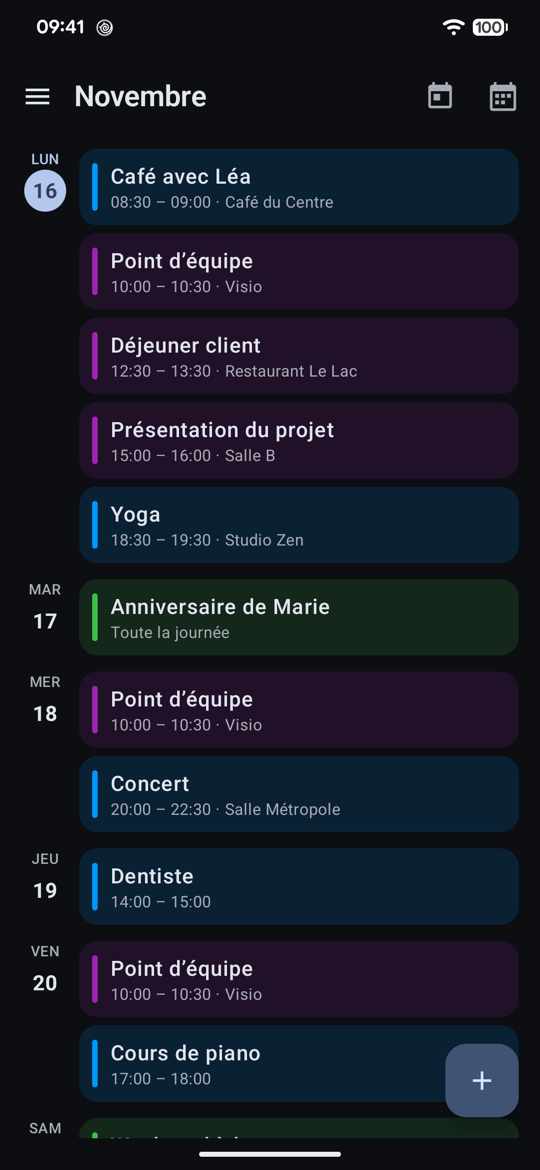 09:41
100
Novembre
LUN
16
Café avec Léa
08:30 – 09:00 · Café du Centre
Point d’équipe
10:00 – 10:30 · Visio
Déjeuner client
12:30 – 13:30 · Restaurant Le Lac
Présentation du projet
15:00 – 16:00 · Salle B
Yoga
18:30 – 19:30 · Studio Zen
MAR
17
Anniversaire de Marie
Toute la journée
MER
18
Point d’équipe
10:00 – 10:30 · Visio
Concert
20:00 – 22:30 · Salle Métropole
JEU
19
Dentiste
14:00 – 15:00
VEN
20
Point d’équipe
10:00 – 10:30 · Visio
Cours de piano
17:00 – 18:00
SAM